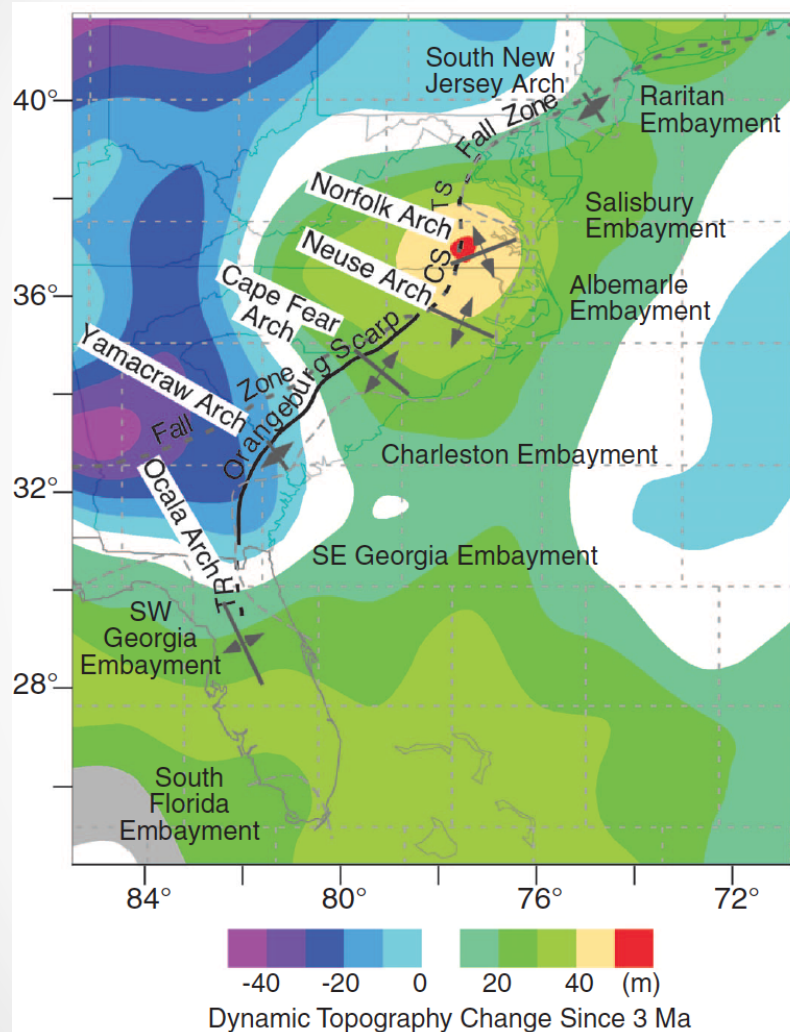 South New
Jersey Arch
40°
Raritan
Embayment
Fall Zone
TS
Norfolk Arch
Salisbury
Embayment
Neuse Arch
CS
Albemarle
Embayment
36°
Cape Fear
Arch
Orangeburg Scarp
Yamacraw Arch
Fall Zone
Charleston Embayment
32°
Ocala Arch
SE Georgia Embayment
TR
SW
Georgia
Embayment
28°
South
Florida
Embayment
84° 80° 76° 72°
-40 -20 0 20 40 (m)
Dynamic Topography Change Since 3 Ma